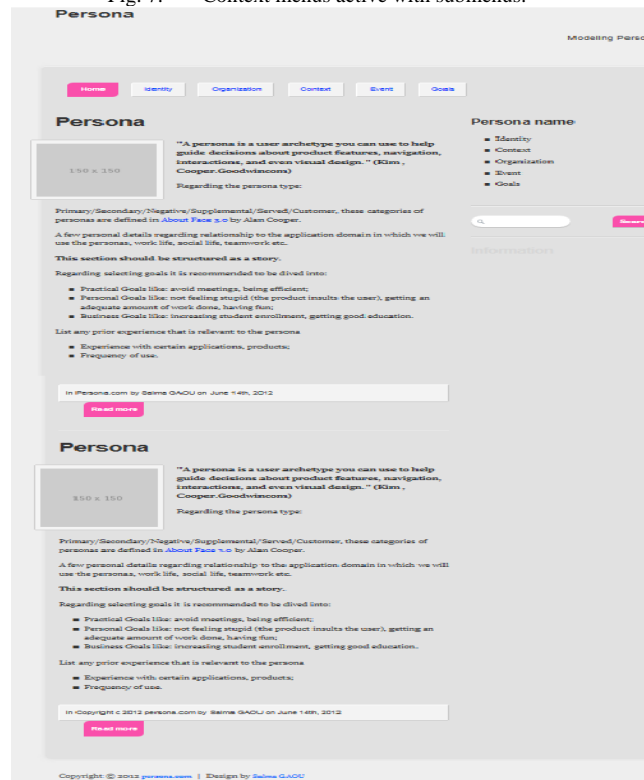 Fig. 7. Context menus active with submenus.
Persona
Modeling Perso
Home
Identity
Organization
Context
Event
Goals
Persona
150 x 150
"A persona is a user archetype you can use to help
guide decisions about product features, navigation,
interactions, and even visual design." (Kim ,
Cooper.Goodwincom)
Regarding the persona type:
Primary/Secondary/Negative/Supplemental/Served/Customer, these categories of
personas are defined in About Face 3.0 by Alan Cooper.
A few personal details regarding relationship to the application domain in which we will
use the personas, work life, social life, teamwork etc.
This section should be structured as a story.
Regarding selecting goals it is recommended to be dived into:
Practical Goals like: avoid meetings, being efficient;
Personal Goals like: not feeling stupid (the product insults the user), getting an
adequate amount of work done, having fun;
Business Goals like: increasing student enrollment, getting good education.
List any prior experience that is relevant to the persona
Experience with certain applications, products;
Frequency of use.
In iPersona.com by Salma GAOU on June 14th, 2012
Read more
Persona name
Identity
Context
Organization
Event
Goals
Searc
Information
Persona
150 x 150
"A persona is a user archetype you can use to help
guide decisions about product features, navigation,
interactions, and even visual design." (Kim ,
Cooper.Goodwincom)
Regarding the persona type:
Primary/Secondary/Negative/Supplemental/Served/Customer, these categories of
personas are defined in About Face 3.0 by Alan Cooper.
A few personal details regarding relationship to the application domain in which we will
use the personas, work life, social life, teamwork etc.
This section should be structured as a story.
Regarding selecting goals it is recommended to be dived into:
Practical Goals like: avoid meetings, being efficient;
Personal Goals like: not feeling stupid (the product insults the user), getting an
adequate amount of work done, having fun;
Business Goals like: increasing student enrollment, getting good education.
List any prior experience that is relevant to the persona
Experience with certain applications, products;
Frequency of use.
In Copyright c 2012 persona.com by Salma GAOU on June 14th, 2012
Read more
Copyright © 2012 persona.com | Design by Salma GAOU